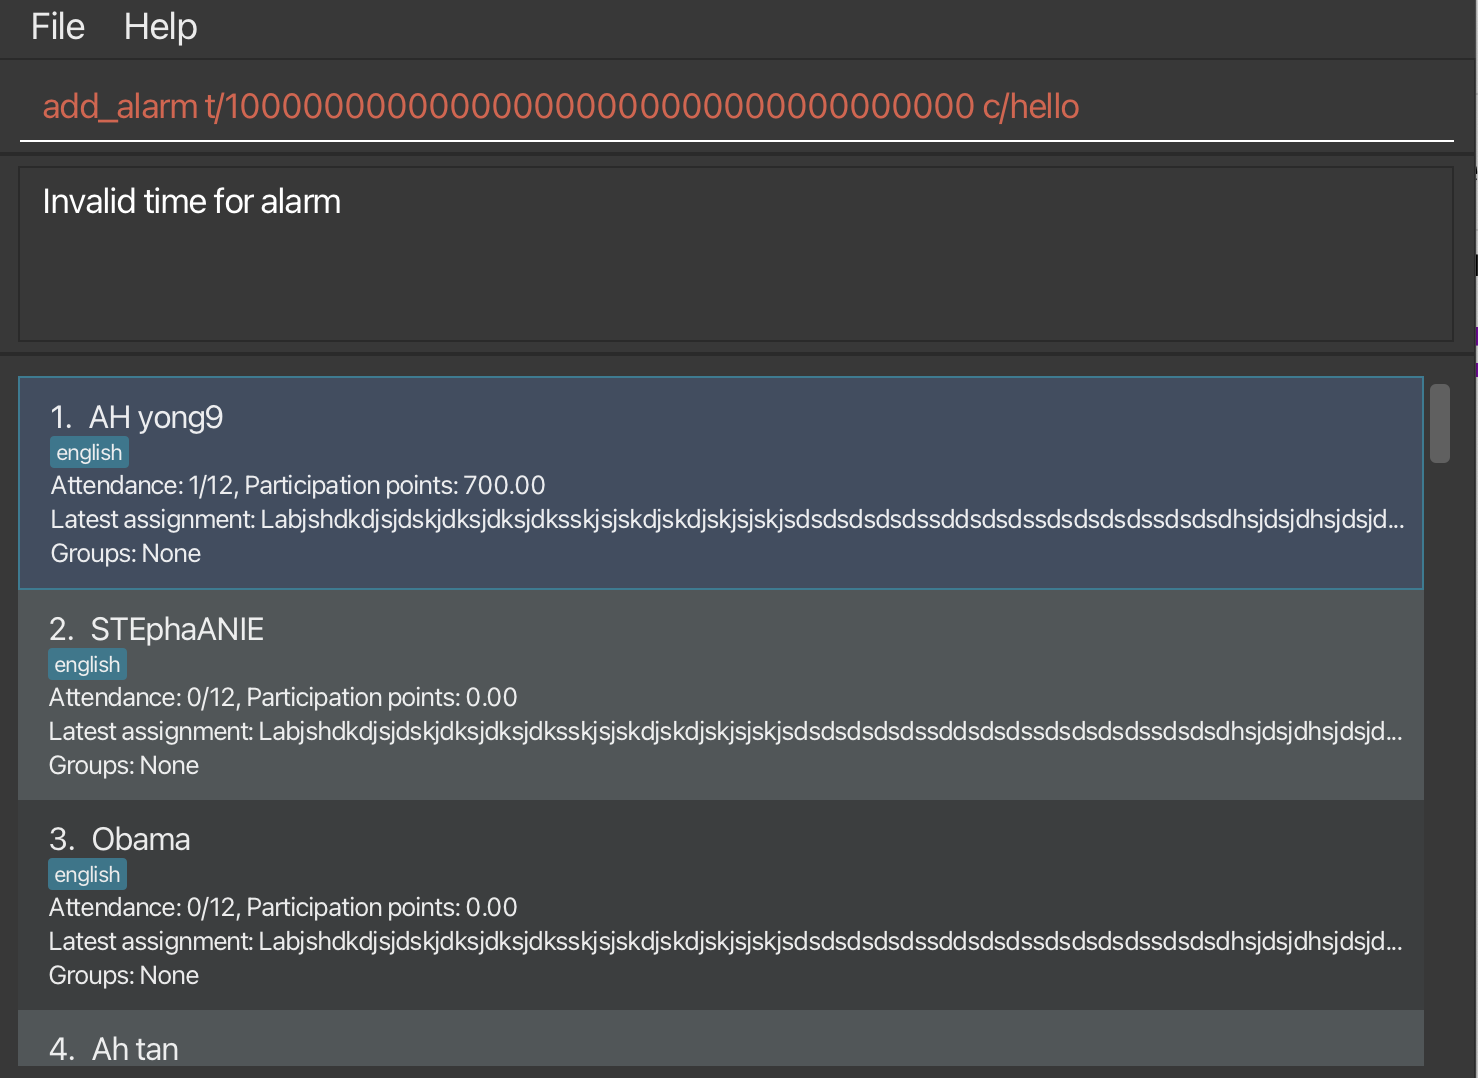 File Help
add_alarm t/100000000000000000000000000000000000 c/hello
Invalid time for alarm
1. AH yong9
english
Attendance: 1/12, Participation points: 700.00
Latest assignment: Labjshdkdjsjdskjdksjdksjdksskjsjskdjskdjskjsjskjsdsdsdsdsdssddsdsdssdsdsdsdssdsdsdhsjdsjdhsjdsjd...
Groups: None
2. STEphaANIE
english
Attendance: 0/12, Participation points: 0.00
Latest assignment: Labjshdkdjsjdskjdksjdksjdksskjsjskdjskdjskjsjskjsdsdsdsdsdssddsdsdssdsdsdsdssdsdsdhsjdsjdhsjdsjd...
Groups: None
3. Obama
english
Attendance: 0/12, Participation points: 0.00
Latest assignment: Labjshdkdjsjdskjdksjdksjdksskjsjskdjskdjskjsjskjsdsdsdsdsdssddsdsdssdsdsdsdssdsdsdhsjdsjdhsjdsjd...
Groups: None
4. Ah tan